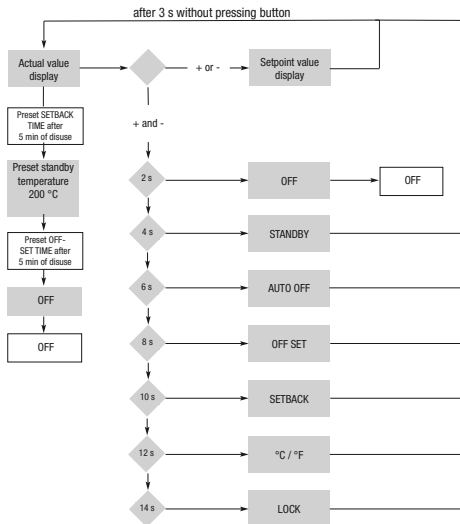 after 3 s without pressing button
Actual value
display
+ or -
Setpoint value
display
Preset SETBACK
TIME after
5 min of disuse
+ and -
Preset standby
temperature
200 °C
2 s
OFF
OFF
4 s
STANDBY
Preset OFF-
SET TIME after
5 min of disuse
6 s
AUTO OFF
OFF
8 s
OFF SET
OFF
10 s
SETBACK
12 s
°C / °F
14 s
LOCK